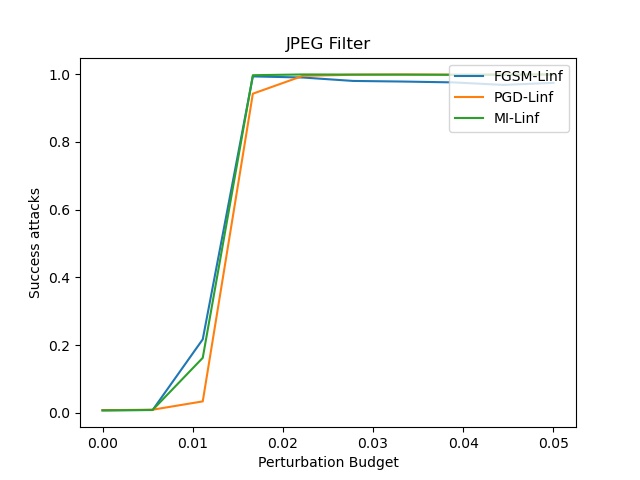 JPEG Filter
Success attacks
1.0
0.8
0.6
0.4
0.2
0.0
FGSM-Linf
PGD-Linf
MI-Linf
0.00 0.01 0.02 0.03 0.04 0.05
Perturbation Budget